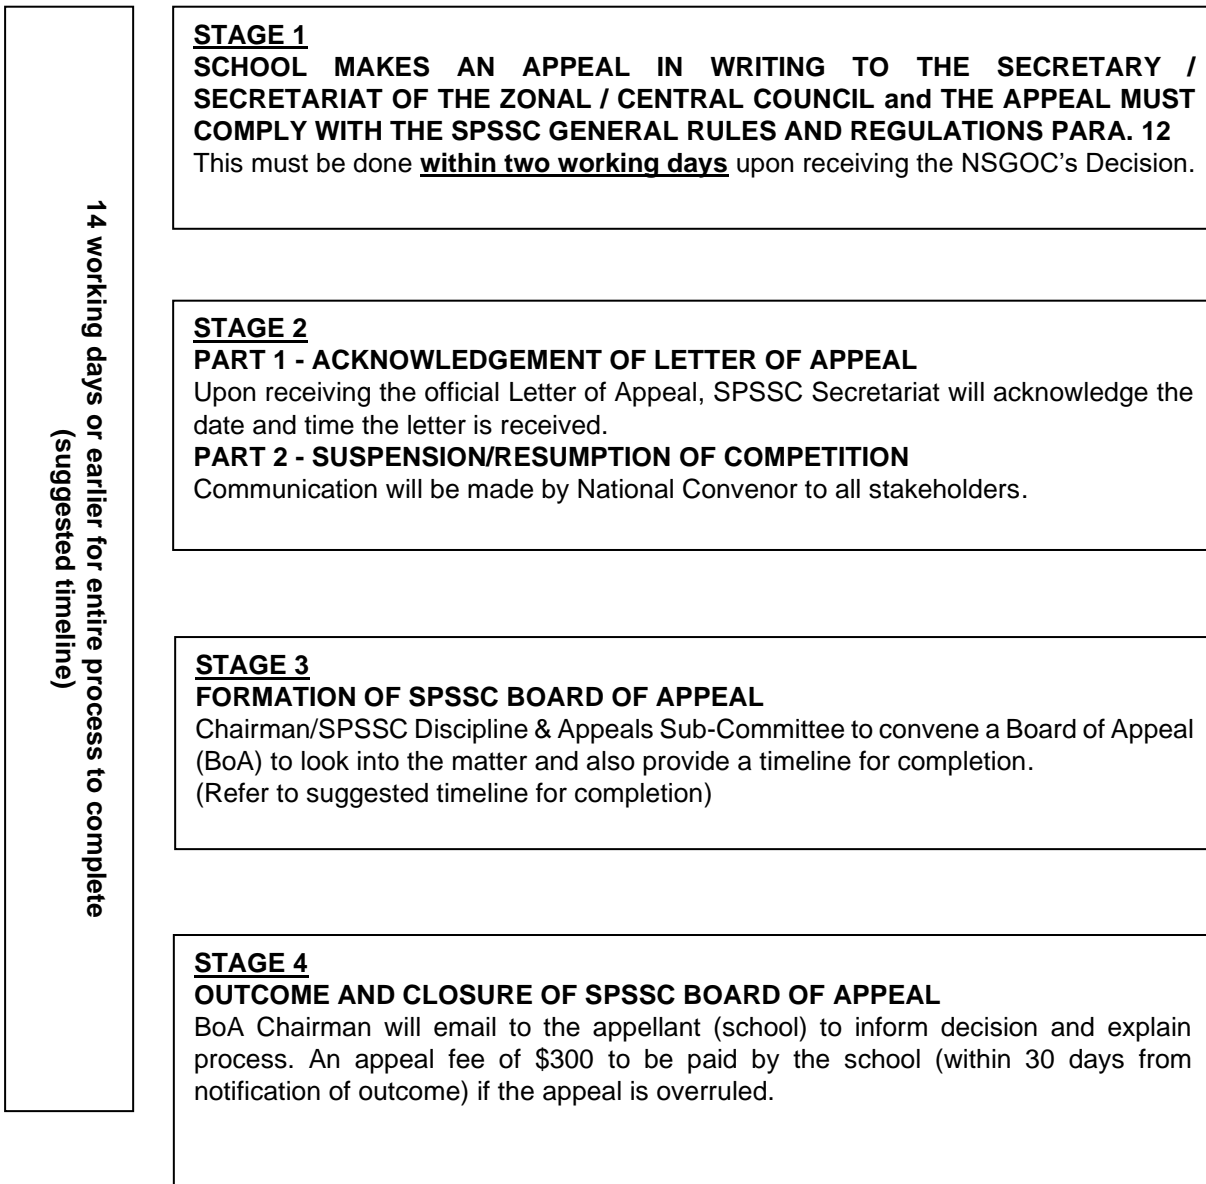 14 working days or earlier for entire process to complete
(suggested timeline)
STAGE 1
SCHOOL MAKES AN APPEAL IN WRITING TO THE SECRETARY /
SECRETARIAT OF THE ZONAL / CENTRAL COUNCIL and THE APPEAL MUST
COMPLY WITH THE SPSSC GENERAL RULES AND REGULATIONS PARA. 12
This must be done within two working days upon receiving the NSGOC's Decision.
STAGE 2
PART 1 - ACKNOWLEDGEMENT OF LETTER OF APPEAL
Upon receiving the official Letter of Appeal, SPSSC Secretariat will acknowledge the
date and time the letter is received.
PART 2 - SUSPENSION/RESUMPTION OF COMPETITION
Communication will be made by National Convenor to all stakeholders.
STAGE 3
FORMATION OF SPSSC BOARD OF APPEAL
Chairman/SPSSC Discipline & Appeals Sub-Committee to convene a Board of Appeal
(BoA) to look into the matter and also provide a timeline for completion.
(Refer to suggested timeline for completion)
STAGE 4
OUTCOME AND CLOSURE OF SPSSC BOARD OF APPEAL
BoA Chairman will email to the appellant (school) to inform decision and explain
process. An appeal fee of $300 to be paid by the school (within 30 days from
notification of outcome) if the appeal is overruled.